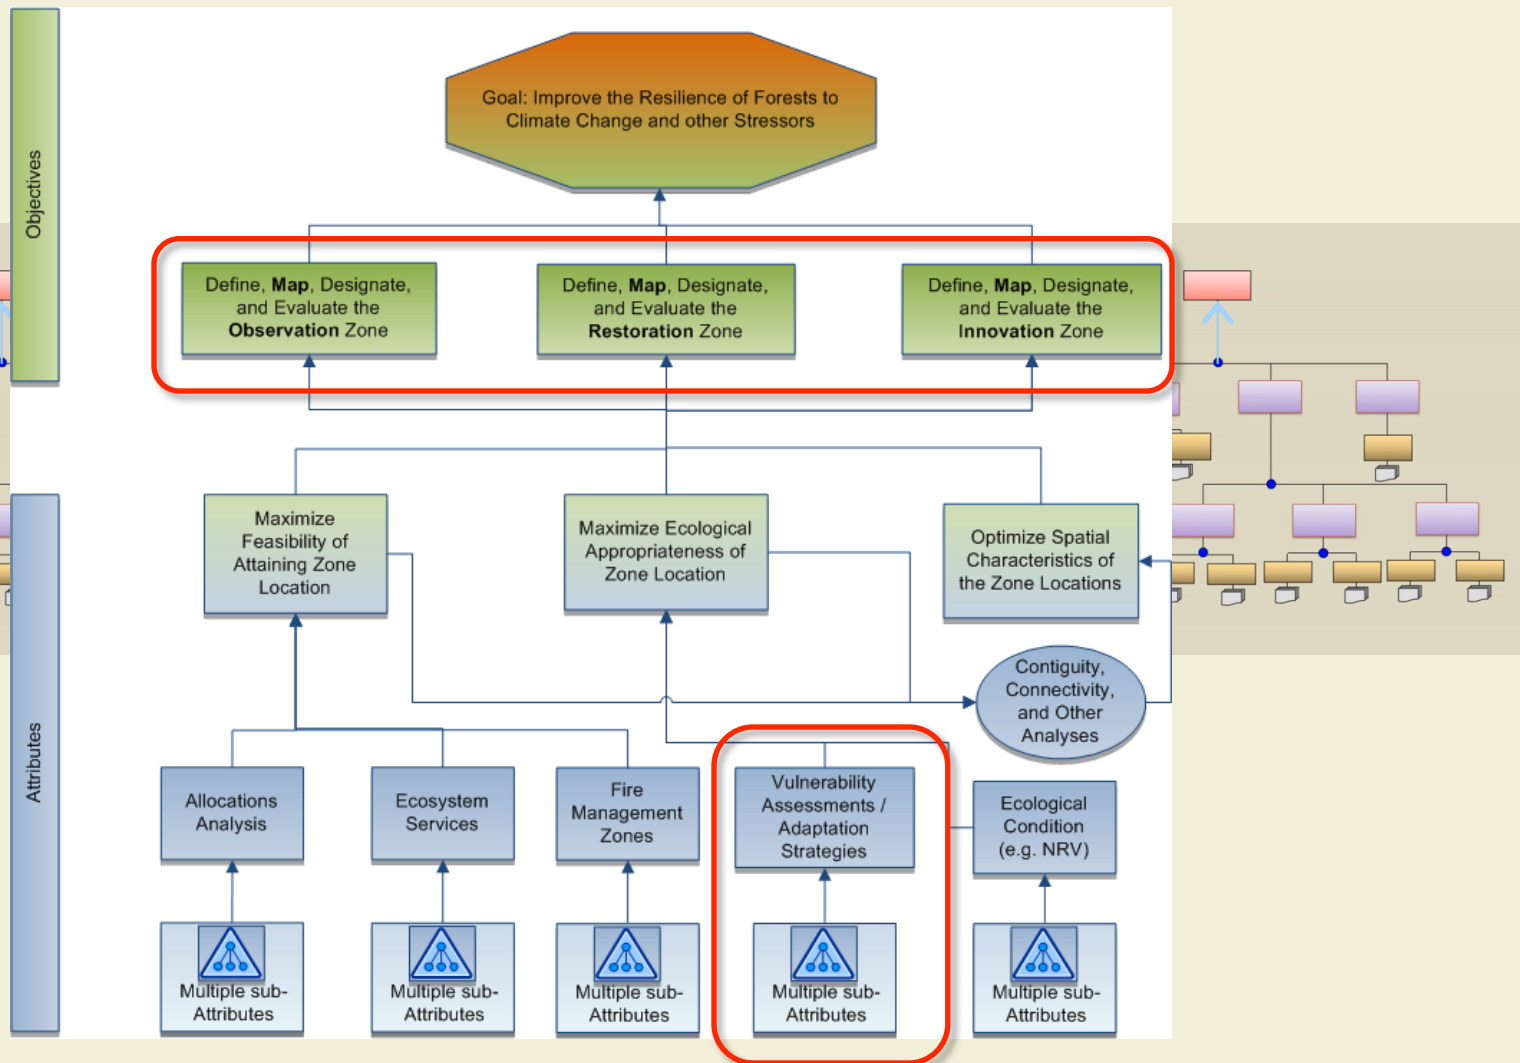 Objectives
Goal: Improve the Resilience of Forests to
Climate Change and other Stressors
Define, Map, Designate,
and Evaluate the
Observation Zone
Define, Map, Designate,
and Evaluate the
Restoration Zone
Define, Map, Designate,
and Evaluate the
Innovation Zone
Attributes
Maximize
Feasibility of
Attaining Zone
Location
Maximize Ecological
Appropriateness of
Zone Location
Optimize Spatial
Characteristics of
the Zone Locations
Contiguity,
Connectivity,
and Other
Analyses
Allocations
Analysis
Ecosystem
Services
Fire
Management
Zones
Vulnerability
Assessments /
Adaptation
Strategies
Ecological
Condition
(e.g. NRV)
Multiple sub-
Attributes
Multiple sub-
Attributes
Multiple sub-
Attributes
Multiple sub-
Attributes
Multiple sub-
Attributes